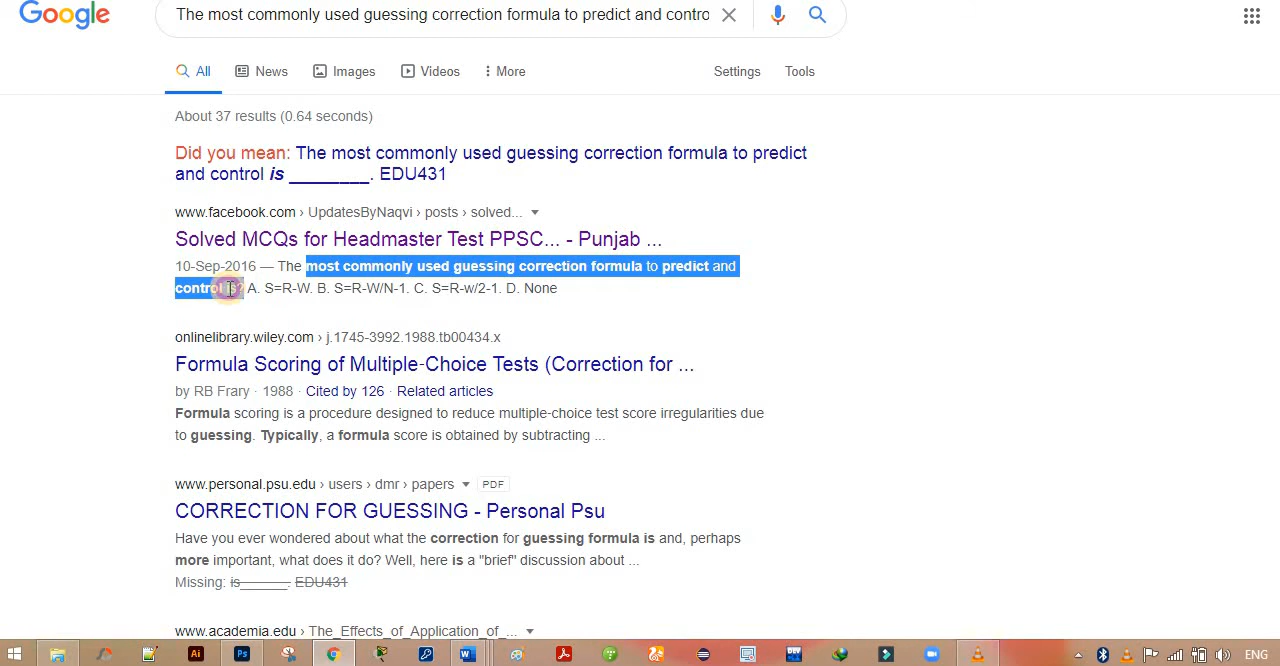 Google
The most commonly used guessing correction formula to predict and contro
All News Images Videos More Settings Tools
About 37 results (0.64 seconds)
Did you mean: The most commonly used guessing correction formula to predict
and control is ________. EDU431
www.facebook.com › UpdatesByNaqvi › posts › solved...
Solved MCQs for Headmaster Test PPSC... - Punjab ...
10-Sep-2016 — The most commonly used guessing correction formula to predict and
control is? A. S=R-W. B. S=R-W/N-1. C. S=R-w/2-1. D. None
onlinelibrary.wiley.com › j.1745-3992.1988.tb00434.x
Formula Scoring of Multiple-Choice Tests (Correction for ...
by RB Frary · 1988 · Cited by 126 · Related articles
Formula scoring is a procedure designed to reduce multiple-choice test score irregularities due
to guessing. Typically, a formula score is obtained by subtracting ...
www.personal.psu.edu › users › dmr › papers PDF
CORRECTION FOR GUESSING - Personal Psu
Have you ever wondered about what the correction for guessing formula is and, perhaps
more important, what does it do? Well, here is a "brief" discussion about ...
Missing: is______. EDU431
www.academia.edu › The_Effects_of_Application_of_...
Ai Ps W ENG